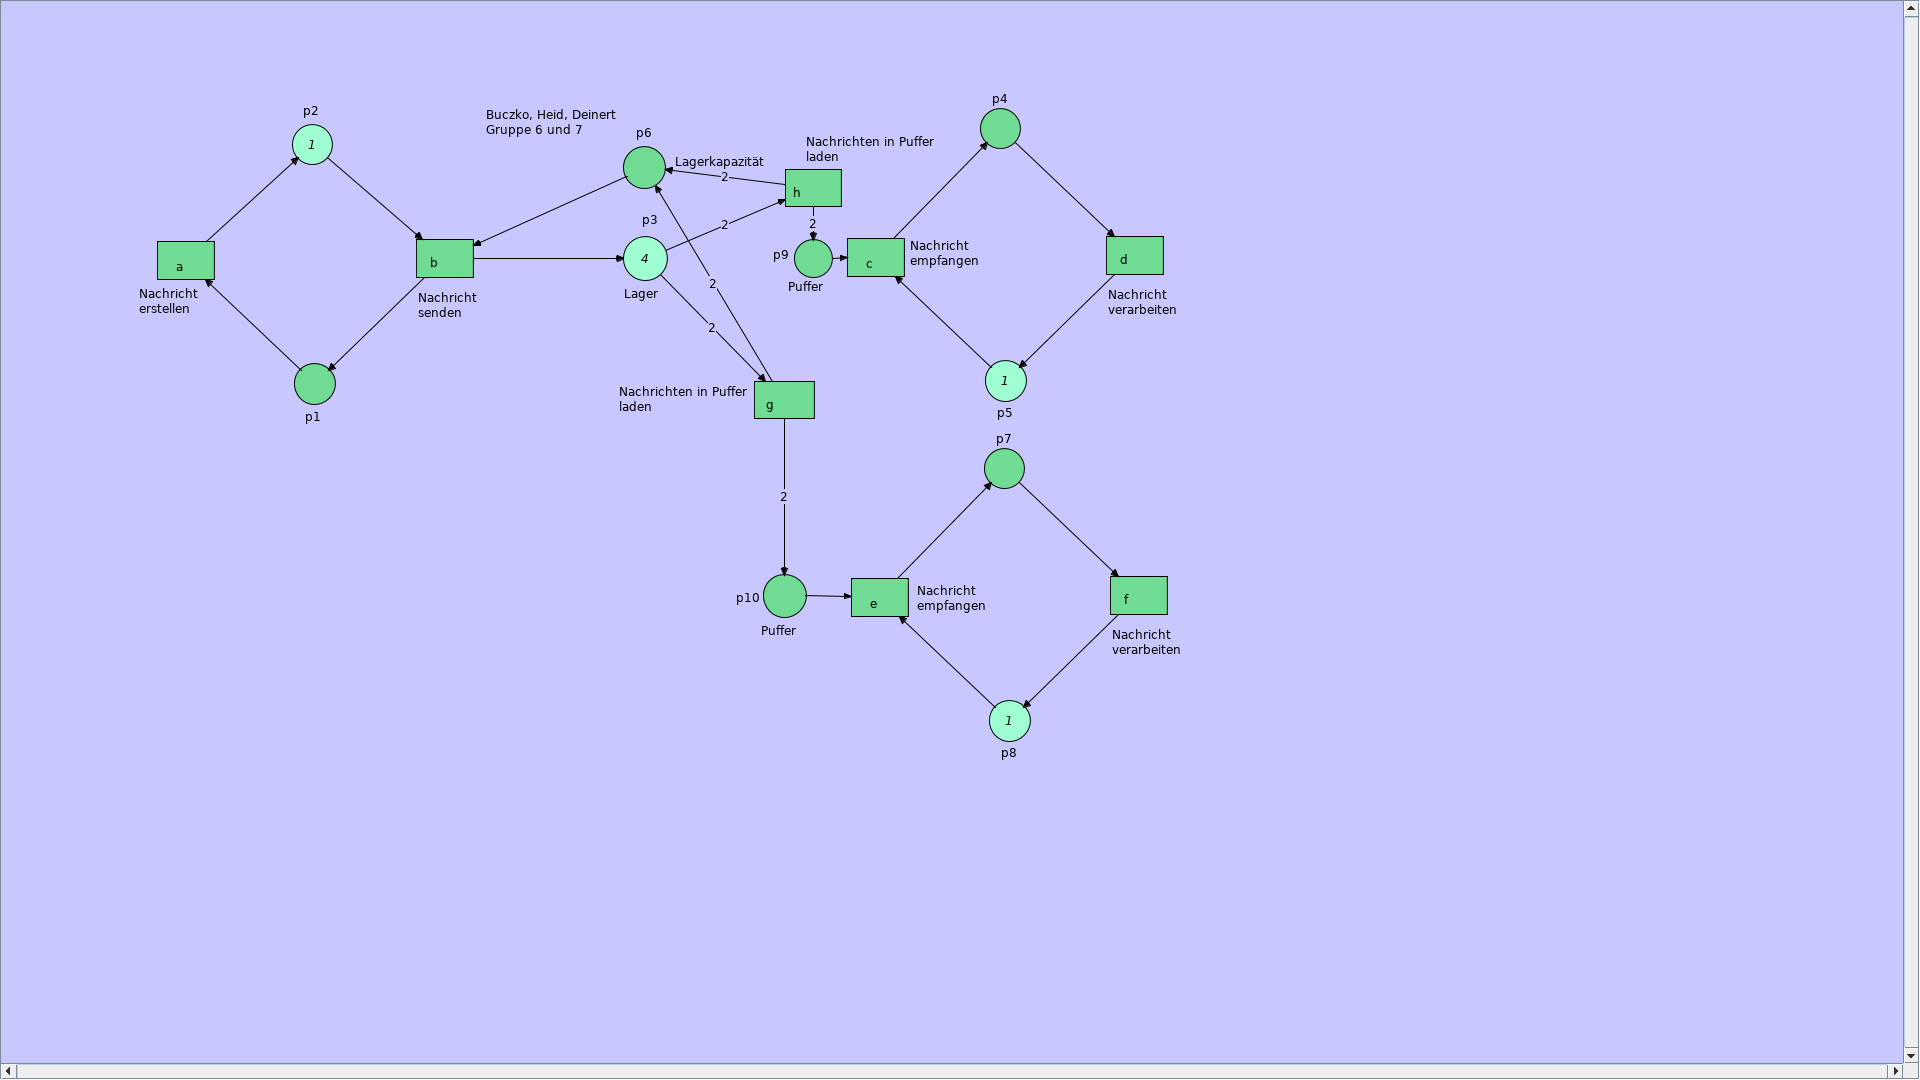 p4
p2
Buczko, Heid, Deinert
Gruppe 6 und 7
p6
1
Nachrichten in Puffer
laden
Lagerkapazität
2
h
p3
2
2
p9
Puffer
a
Nachricht
erstellen
b
Nachricht
senden
4
Lager
c
Nachricht
empfangen
d
Nachricht
verarbeiten
2
2
1
p5
p1
Nachrichten in Puffer
laden
g
p7
2
p10
Puffer
e
Nachricht
empfangen
f
Nachricht
verarbeiten
1
p8